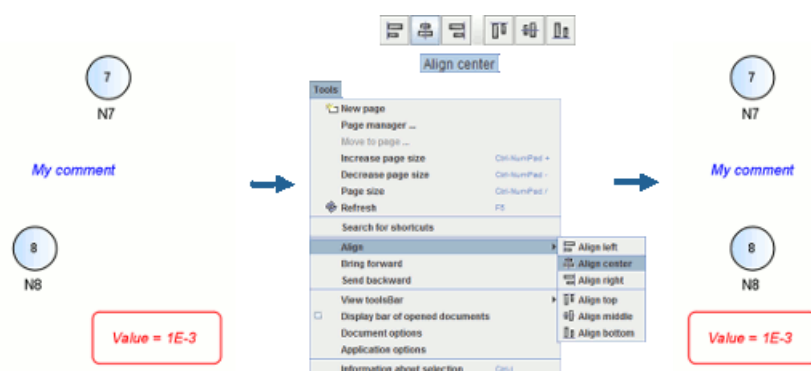 Align center
7
N7
My comment
8
N8
Value = 1E-3
Tools
New page
Page manager ...
Move to page ...
Increase page size Ctrl-NumPad +
Decrease page size Ctrl-NumPad -
Page size Ctrl-NumPad /
Refresh F5
Search for shortcuts
Align
Bring forward
Send backward
View toolsBar
Display bar of opened documents
Document options
Application options
Information about selection Ctrl-I
Align left
Align center
Align right
Align top
Align middle
Align bottom
7
N7
My comment
8
N8
Value = 1E-3